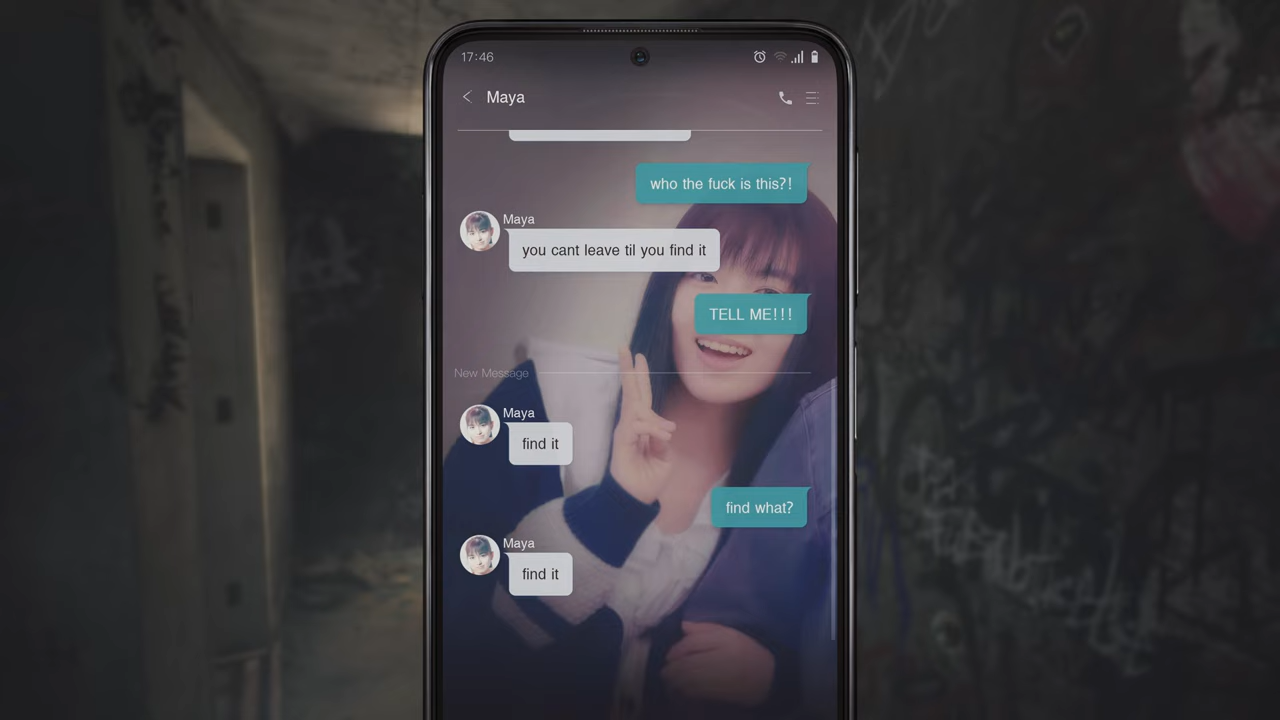 17:46
Maya
who the fuck is this?!
Maya
you cant leave til you find it
TELL ME!!!
New Message
Maya
find it
find what?
Maya
find it